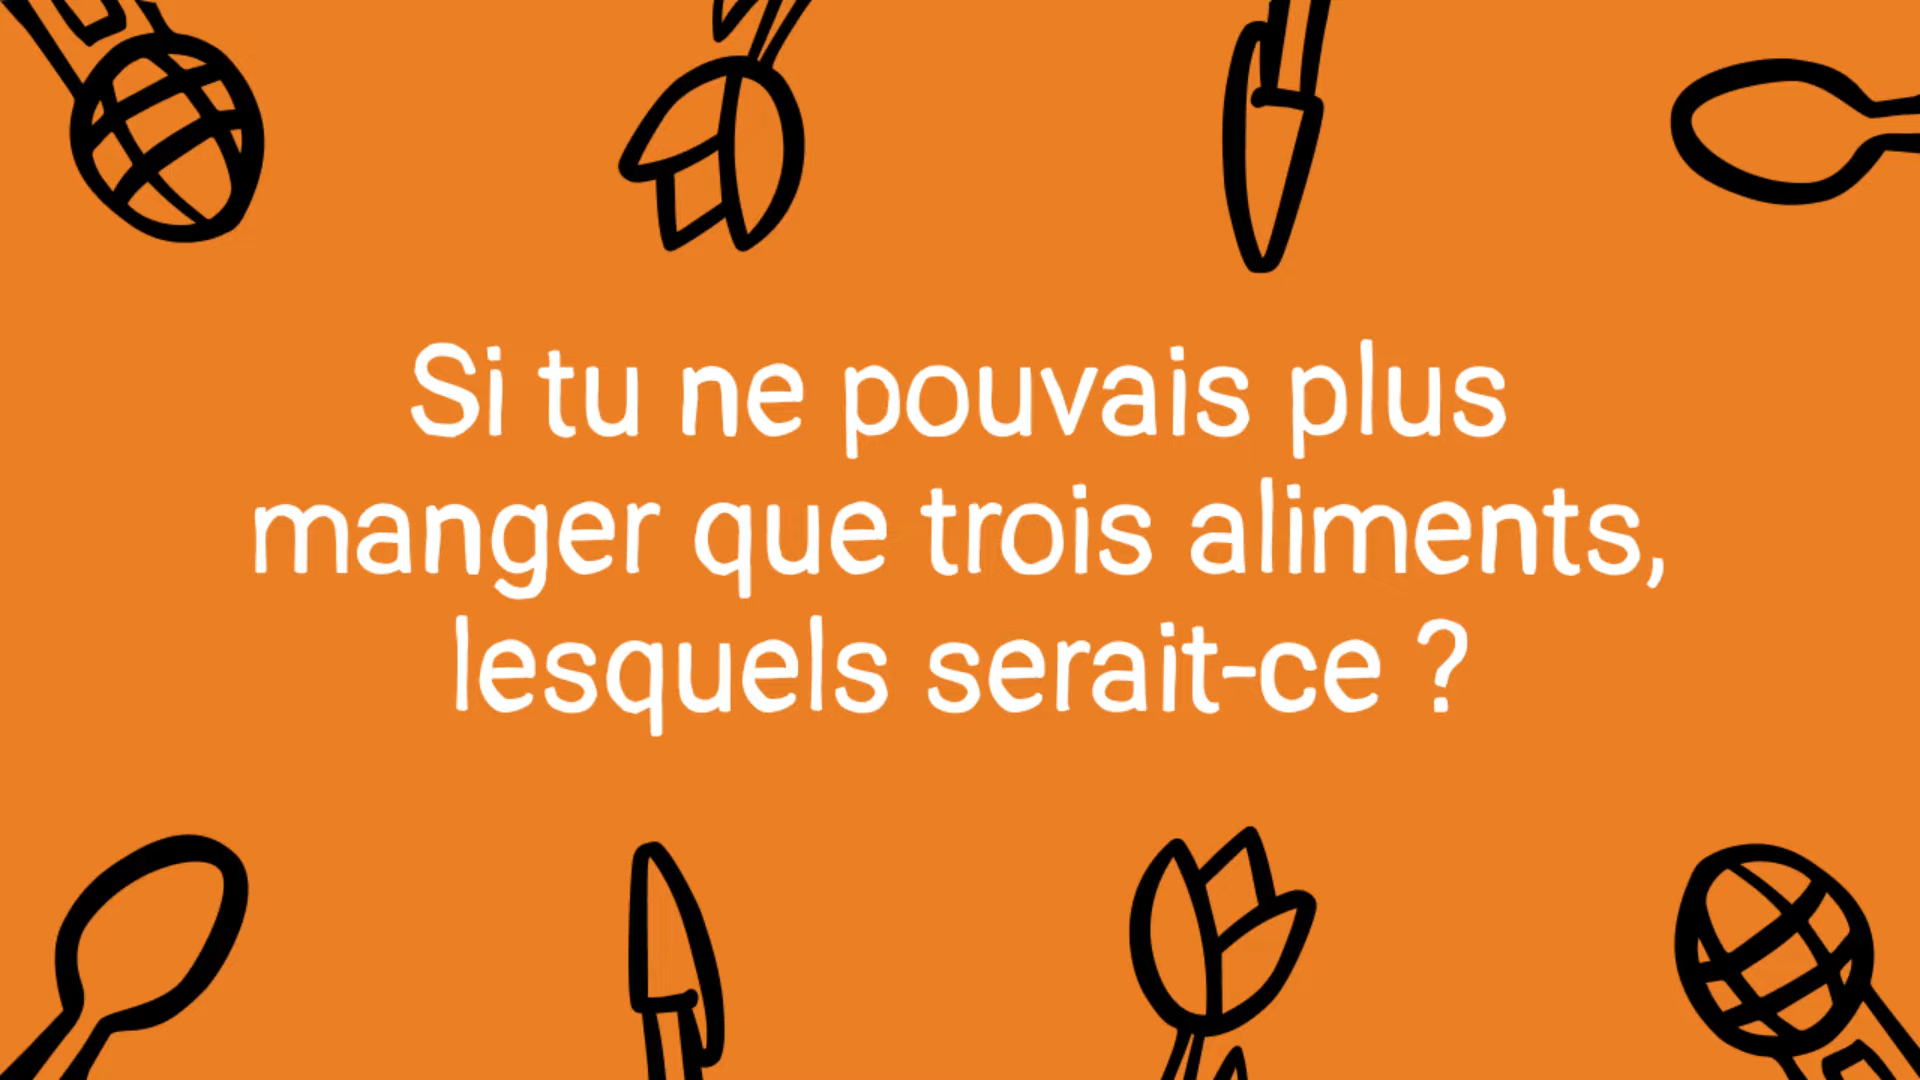 Si tu ne pouvais plus
manger que trois aliments,
lesquels serait-ce ?